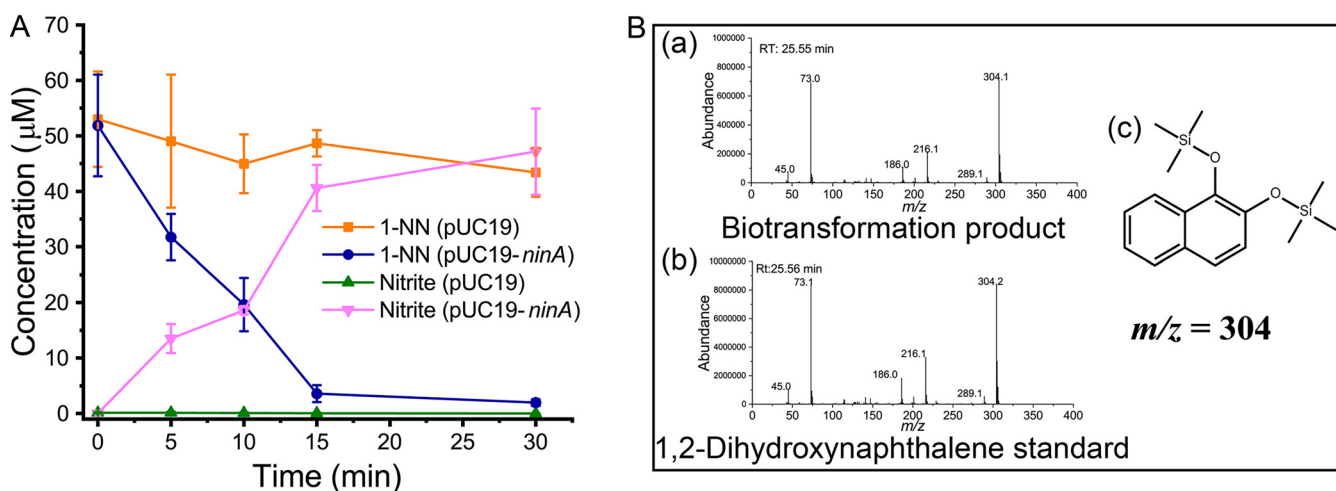 A
70
60
50
40
30
20
10
0
Concentration (μM)
0 5 10 15 20 25 30
Time (min)
1-NN (pUC19)
1-NN (pUC19-ninA)
Nitrite (pUC19)
Nitrite (pUC19-ninA)
B
(a)
RT: 25.55 min
1000000
800000
600000
400000
200000
0
Abundance
45.0
73.0
186.0
216.1
289.1
304.1
0 50 100 150 200 250 300 350 400
m/z
Biotransformation product
(b)
Rt:25.56 min
10000000
8000000
6000000
4000000
2000000
0
Abundance
45.0
73.1
186.0
216.1
289.1
304.2
0 50 100 150 200 250 300 350 400
m/z
1,2-Dihydroxynaphthalene standard
(c)
Si
O
O
Si
m/z = 304